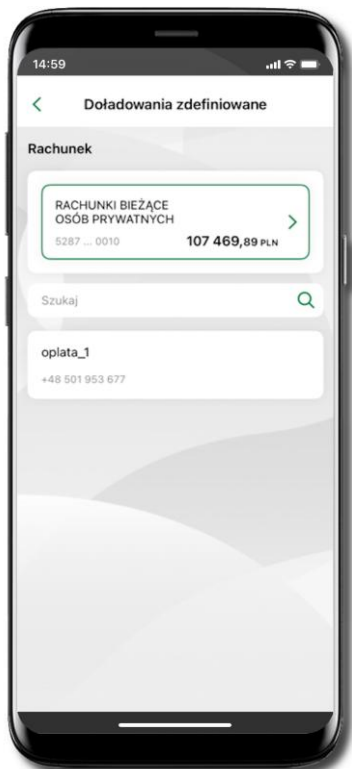 14:59
Doładowania zdefiniowane
Rachunek
RACHUNKI BIEŻĄCE
OSÓB PRYWATNYCH
5287 ... 0010 107 469,89 PLN
Szukaj
oplata_1
+48 501 953 677